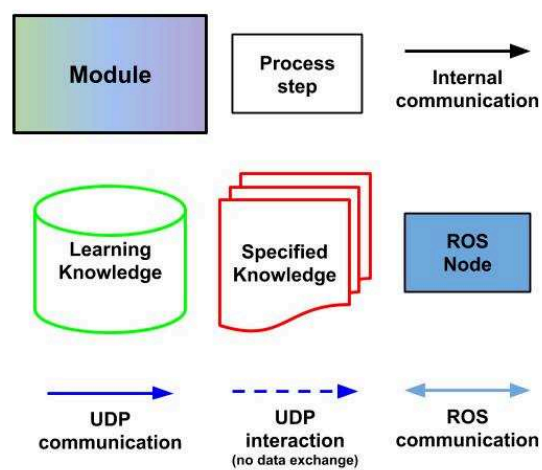 Module
Process
step
Internal
communication
Learning
Knowledge
Specified
Knowledge
ROS
Node
UDP
communication
UDP
interaction
(no data exchange)
ROS
communication